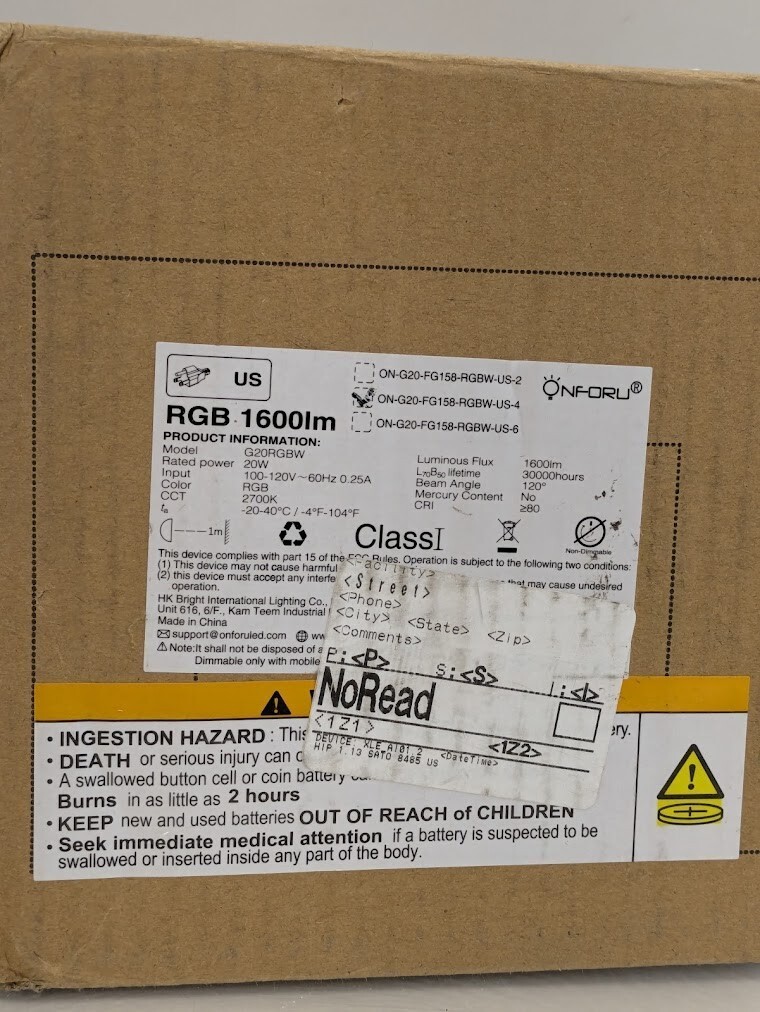 US
ON-G20-FG158-RGBW-US-2
ON-G20-FG158-RGBW-US-4
ON-G20-FG158-RGBW-US-6
ONFORU®
RGB 1600lm
PRODUCT INFORMATION:
Model G20RGBW
Rated power 20W
Input 100-120V～60Hz 0.25A
Color RGB
CCT 2700K
ta -20-40°C / -4°F-104°F
Luminous Flux 1600lm
L70B50 lifetime 30000hours
Beam Angle 120°
Mercury Content No
CRI ≥80
1m
ClassI
Non-Dimmable
This device complies with part 15 of the FCC Rules. Operation is subject to the following two conditions:
(1) This device may not cause harmful
(2) this device must accept any that may cause undesired
operation.
HK Bright International Lighting Co.,
Unit 616, 6/F., Kam Teem Industrial
Made in China
support@onforuled.com
Note:It shall not be disposed of
Dimmable only with mobile
<Facility>
<Street>
<Phone>
<City> <State> <Zip>
<Comments>
P:<P> S:<S> I:<I>
NoRead
<1Z1> <1Z2>
DEVICE: XLE_A101_2 <DateTime>
HIP 1.13 SATO 8485 US
• INGESTION HAZARD : This
• DEATH or serious injury can
• A swallowed button cell or coin battery
Burns in as little as 2 hours
• KEEP new and used batteries OUT OF REACH of CHILDREN
• Seek immediate medical attention if a battery is suspected to be
swallowed or inserted inside any part of the body.